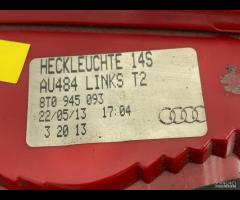 HECKLEUCHTE 14S
AU484 LINKS T2
8T0 945 093
22/05/13 17:04
3 20 13